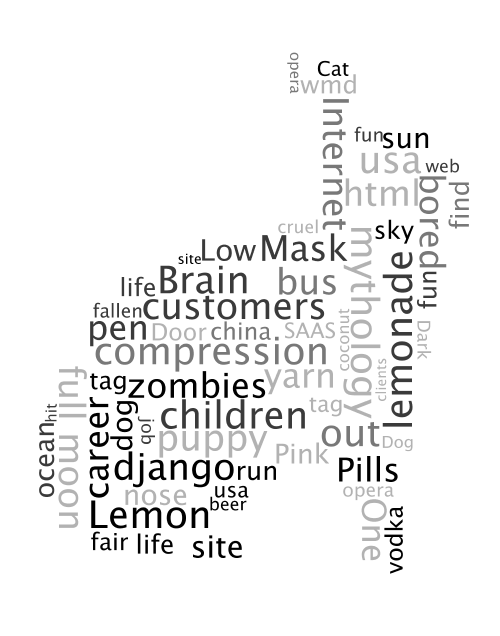 opera
Cat
wmd
Internet
fun
sun
usa
web
html
bored
find
cruel
sky
site
Low
Mask
mythology
life
Brain
bus
lemonade
fun
fallen
customers
pen
Door
china.
SAAS
coconut
Dark
compression
clients
full moon
tag
zombies
yarn
hit
ocean
career
dog
job
children
tag
out
Dog
puppy
Pink
django
run
Pills
nose
usa
opera
Lemon
beer
One
vodka
fair
life
site